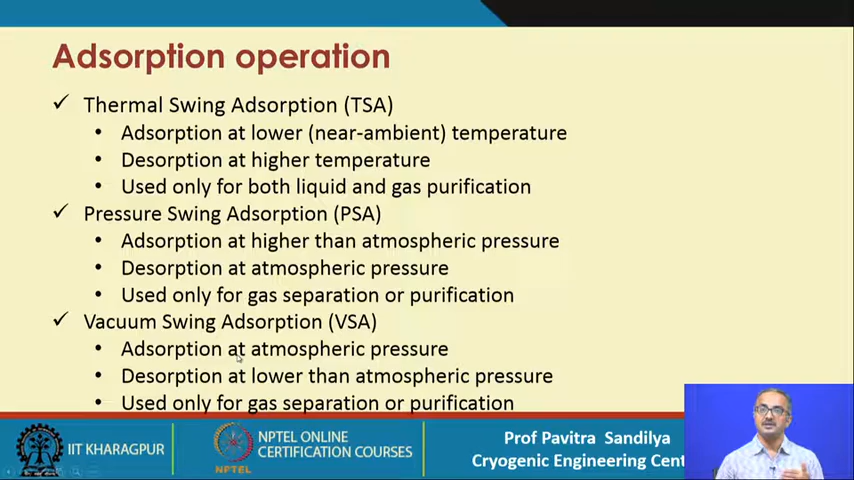 Adsorption operation
✓ Thermal Swing Adsorption (TSA)
• Adsorption at lower (near-ambient) temperature
• Desorption at higher temperature
• Used only for both liquid and gas purification
✓ Pressure Swing Adsorption (PSA)
• Adsorption at higher than atmospheric pressure
• Desorption at atmospheric pressure
• Used only for gas separation or purification
✓ Vacuum Swing Adsorption (VSA)
• Adsorption at atmospheric pressure
• Desorption at lower than atmospheric pressure
• Used only for gas separation or purification
IIT KHARAGPUR
NPTEL
NPTEL ONLINE
CERTIFICATION COURSES
Prof Pavitra Sandilya
Cryogenic Engineering Cent